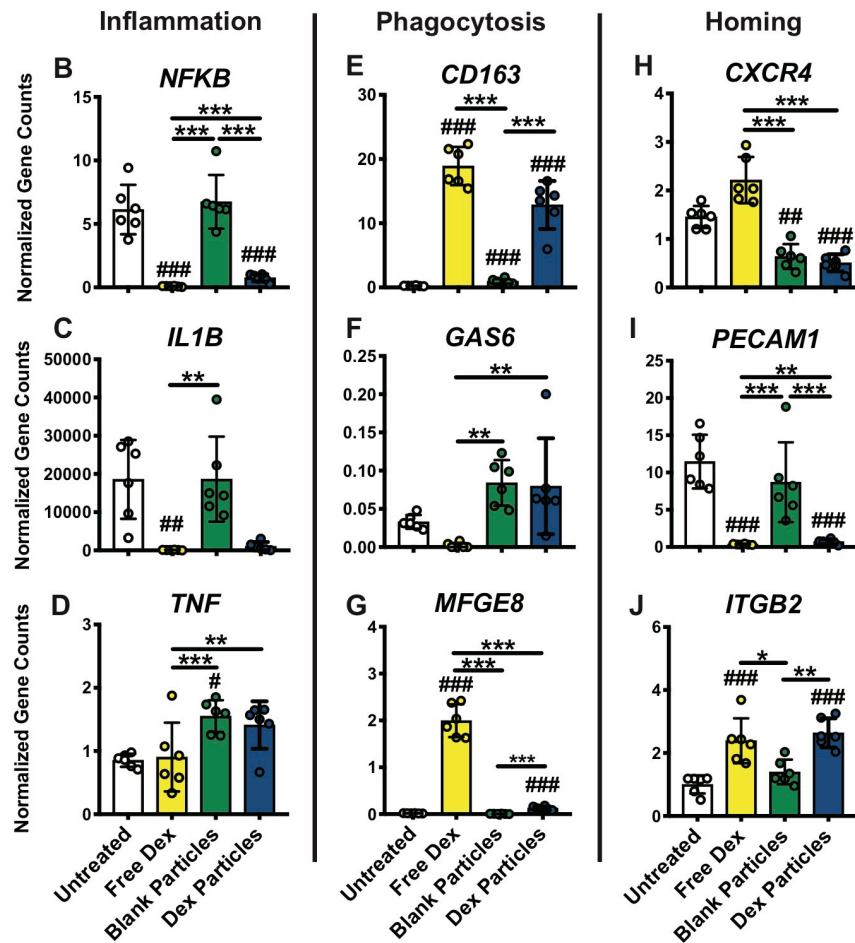 Inflammation
Phagocytosis
Homing
B
NFKB
Normalized Gene Counts
15
10
5
0
***
*** ***
###
###
E
CD163
30
20
10
0
***
***
###
###
###
H
CXCR4
4
3
2
1
0
***
***
##
###
C
IL1B
Normalized Gene Counts
50000
40000
30000
20000
10000
0
**
##
F
GAS6
0.25
0.20
0.15
0.10
0.05
0.00
**
**
I
PECAM1
25
20
15
10
5
0
**
*** ***
###
###
D
TNF
Normalized Gene Counts
3
2
1
0
**
***
#
Untreated
Free Dex
Blank Particles
Dex Particles
G
MFGE8
4
3
2
1
0
***
***
###
***
###
Untreated
Free Dex
Blank Particles
Dex Particles
J
ITGB2
6
4
2
0
*
**
###
###
Untreated
Free Dex
Blank Particles
Dex Particles